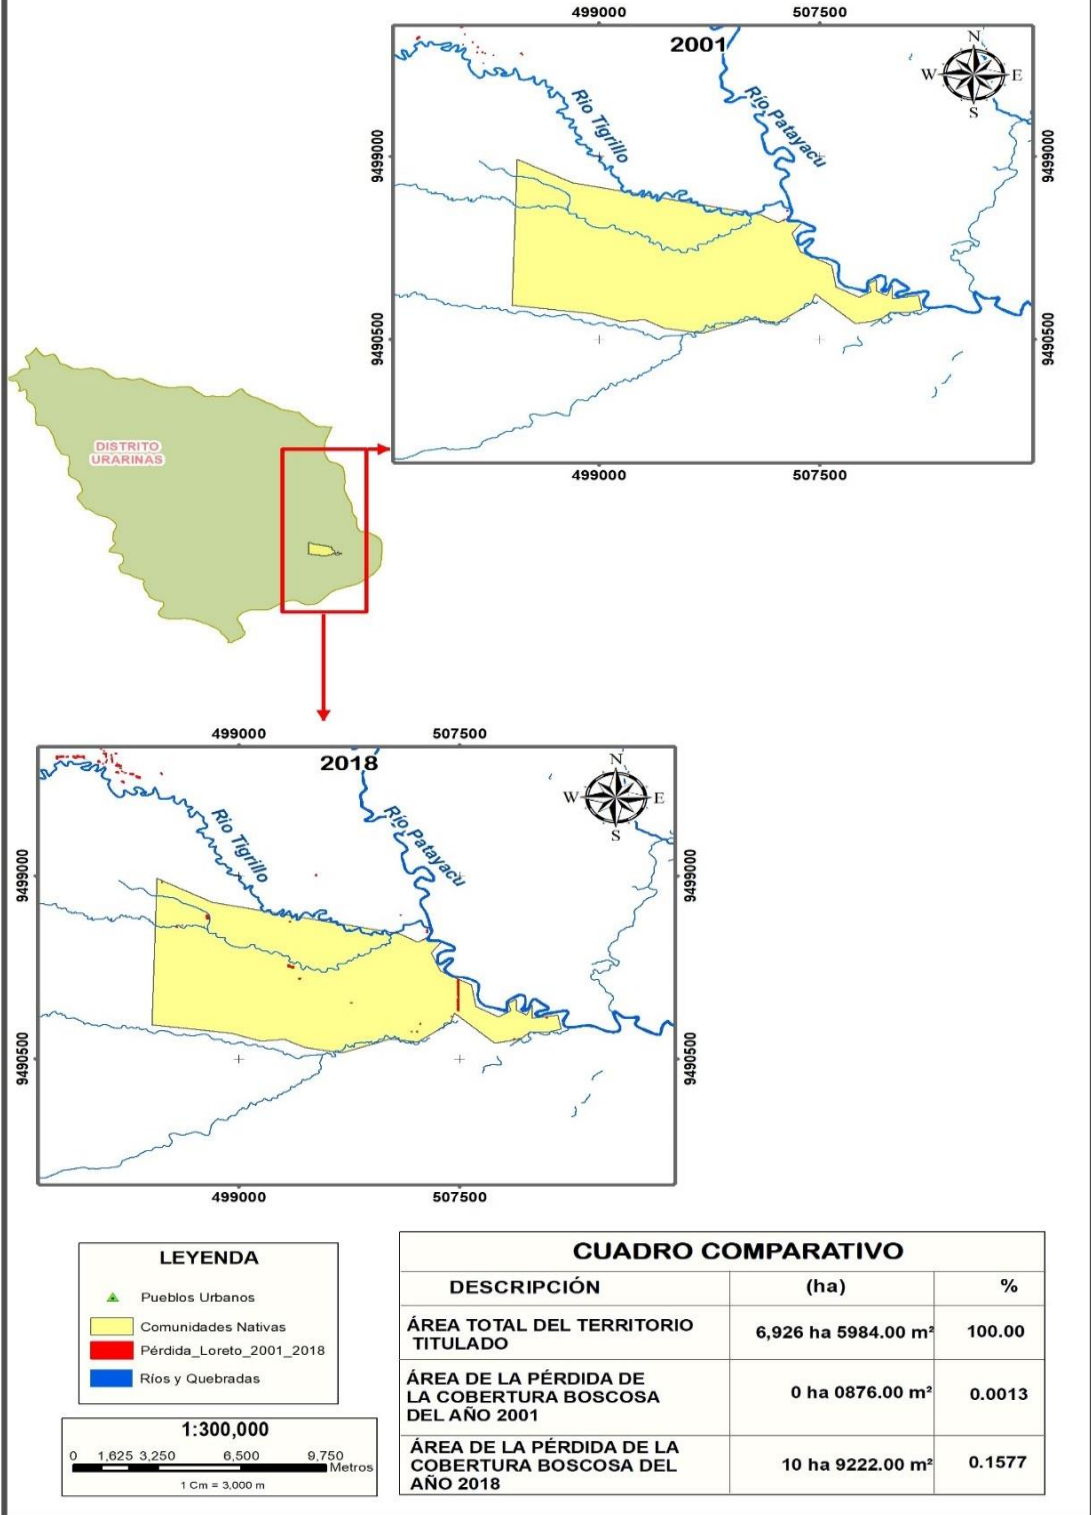 499000
507500
2001
N
W
E
S
Río Tigrillo
Río Patayacu
9499000
9499000
9490500
9490500
499000
507500
DISTRITO
URARINAS
499000
507500
2018
N
W
E
S
Río Tigrillo
Río Patayacu
9499000
9499000
9490500
9490500
499000
507500
LEYENDA
Pueblos Urbanos
Comunidades Nativas
Pérdida_Loreto_2001_2018
Ríos y Quebradas
1:300,000
0 1,625 3,250 6,500 9,750
Metros
1 Cm = 3,000 m
CUADRO COMPARATIVO
DESCRIPCIÓN (ha) %
ÁREA TOTAL DEL TERRITORIO
TITULADO
6,926 ha 5984.00 m² 100.00
ÁREA DE LA PÉRDIDA DE
LA COBERTURA BOSCOSA
DEL AÑO 2001
0 ha 0876.00 m² 0.0013
ÁREA DE LA PÉRDIDA DE LA
COBERTURA BOSCOSA DEL
AÑO 2018
10 ha 9222.00 m² 0.1577